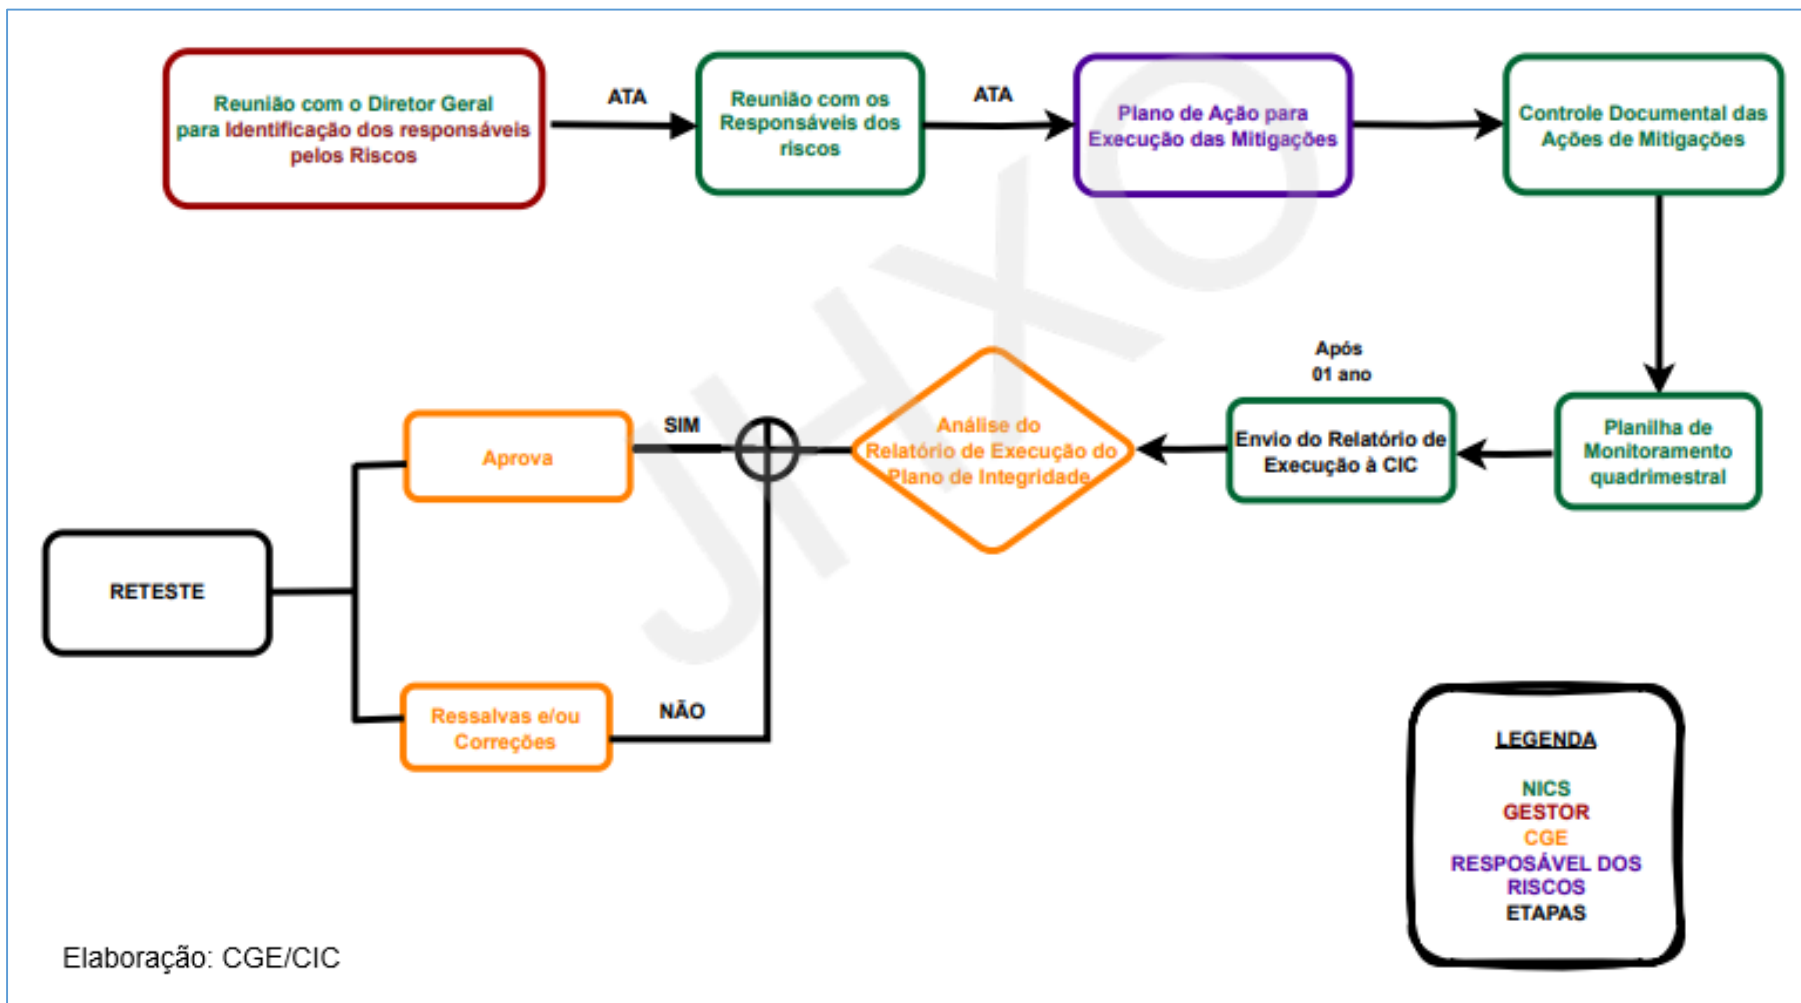 Reunião com o Diretor Geral
para Identificação dos responsáveis
pelos Riscos
ATA
Reunião com os
Responsáveis dos
riscos
ATA
Plano de Ação para
Execução das Mitigações
Controle Documental das
Ações de Mitigações
Planilha de
Monitoramento
quadrimestral
Após
01 ano
Envio do Relatório de
Execução à CIC
Análise do
Relatório de Execução do
Plano de Integridade
SIM
Aprova
NÃO
Ressalvas e/ou
Correções
RETESTE
LEGENDA
NICS
GESTOR
CGE
RESPOSÁVEL DOS
RISCOS
ETAPAS
Elaboração: CGE/CIC
JHXO